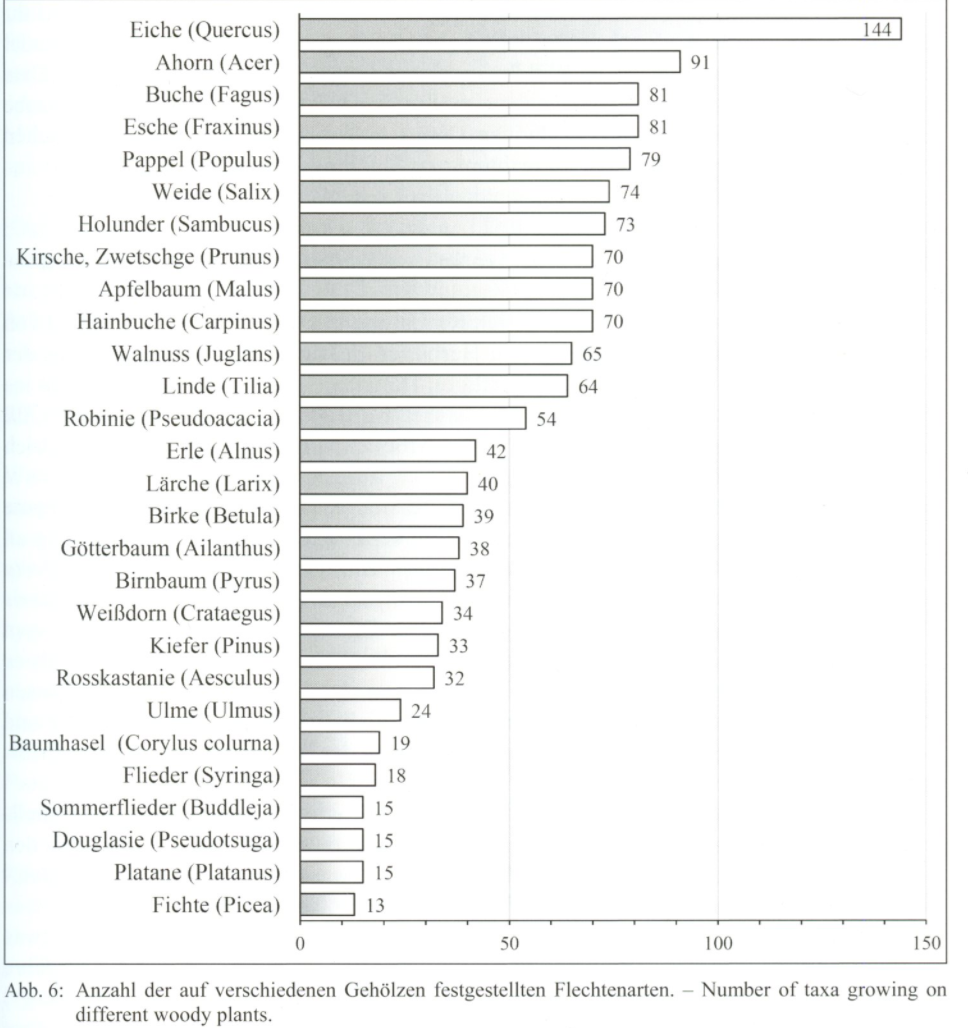 Eiche (Quercus) 144
Ahorn (Acer) 91
Buche (Fagus) 81
Esche (Fraxinus) 81
Pappel (Populus) 79
Weide (Salix) 74
Holunder (Sambucus) 73
Kirsche, Zwetschge (Prunus) 70
Apfelbaum (Malus) 70
Hainbuche (Carpinus) 70
Walnuss (Juglans) 65
Linde (Tilia) 64
Robinie (Pseudoacacia) 54
Erle (Alnus) 42
Lärche (Larix) 40
Birke (Betula) 39
Götterbaum (Ailanthus) 38
Birnbaum (Pyrus) 37
Weißdorn (Crataegus) 34
Kiefer (Pinus) 33
Rosskastanie (Aesculus) 32
Ulme (Ulmus) 24
Baumhasel (Corylus colurna) 19
Flieder (Syringa) 18
Sommerflieder (Buddleja) 15
Douglasie (Pseudotsuga) 15
Platane (Platanus) 15
Fichte (Picea) 13
0 50 100 150
Abb. 6: Anzahl der auf verschiedenen Gehölzen festgestellten Flechtenarten. – Number of taxa growing on
different woody plants.